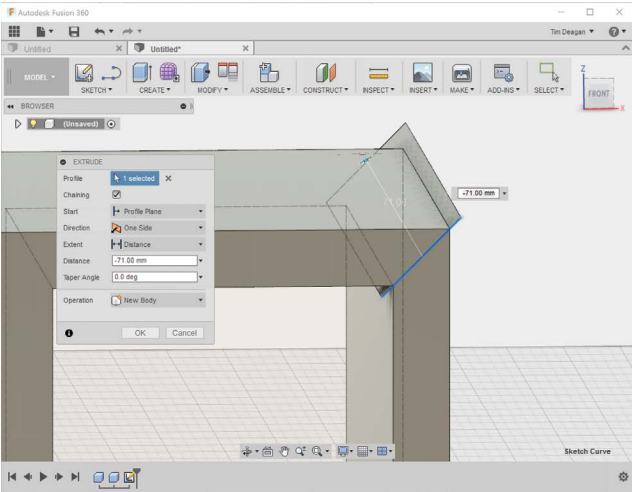 Autodesk Fusion 360
Tim Deagan
Untitled
Untitled*
MODEL
SKETCH
CREATE
MODIFY
ASSEMBLE
CONSTRUCT
INSPECT
INSERT
MAKE
ADD-INS
SELECT
Z
FRONT
X
BROWSER
(Unsaved)
EXTRUDE
Profile
1 selected
Chaining
Start
Profile Plane
Direction
One Side
Extent
Distance
Distance
-71.00 mm
Taper Angle
0.0 deg
Operation
New Body
OK
Cancel
71.00
-71.00 mm
Sketch Curve